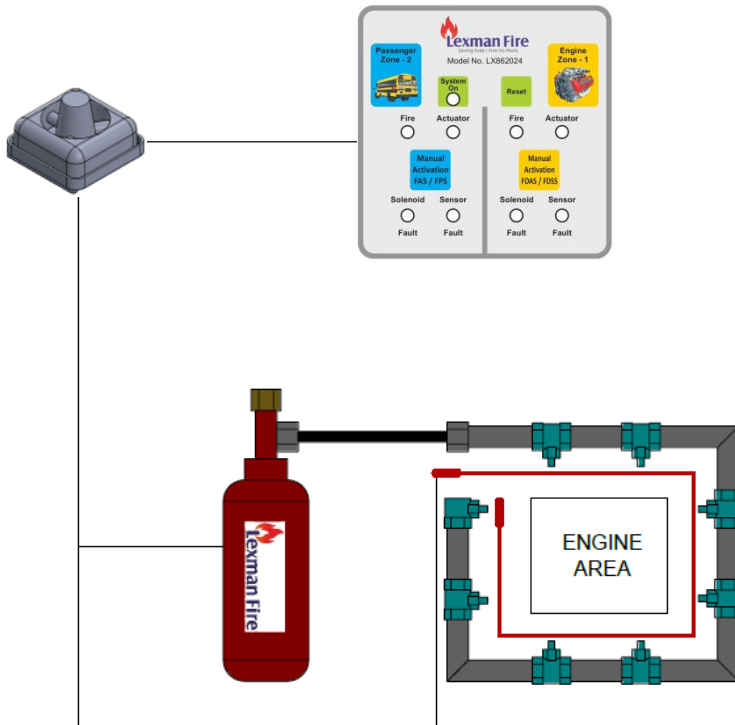 Lexman Fire
Saving lives | Fire No More
Model No. LX862024
Passenger
Zone - 2
Engine
Zone - 1
System
On
Reset
Fire
Actuator
Fire
Actuator
Manual
Activation
FAS / FPS
Manual
Activation
FDAS / FDSS
Solenoid
Sensor
Solenoid
Sensor
Fault
Fault
Fault
Fault
Lexman Fire
ENGINE
AREA